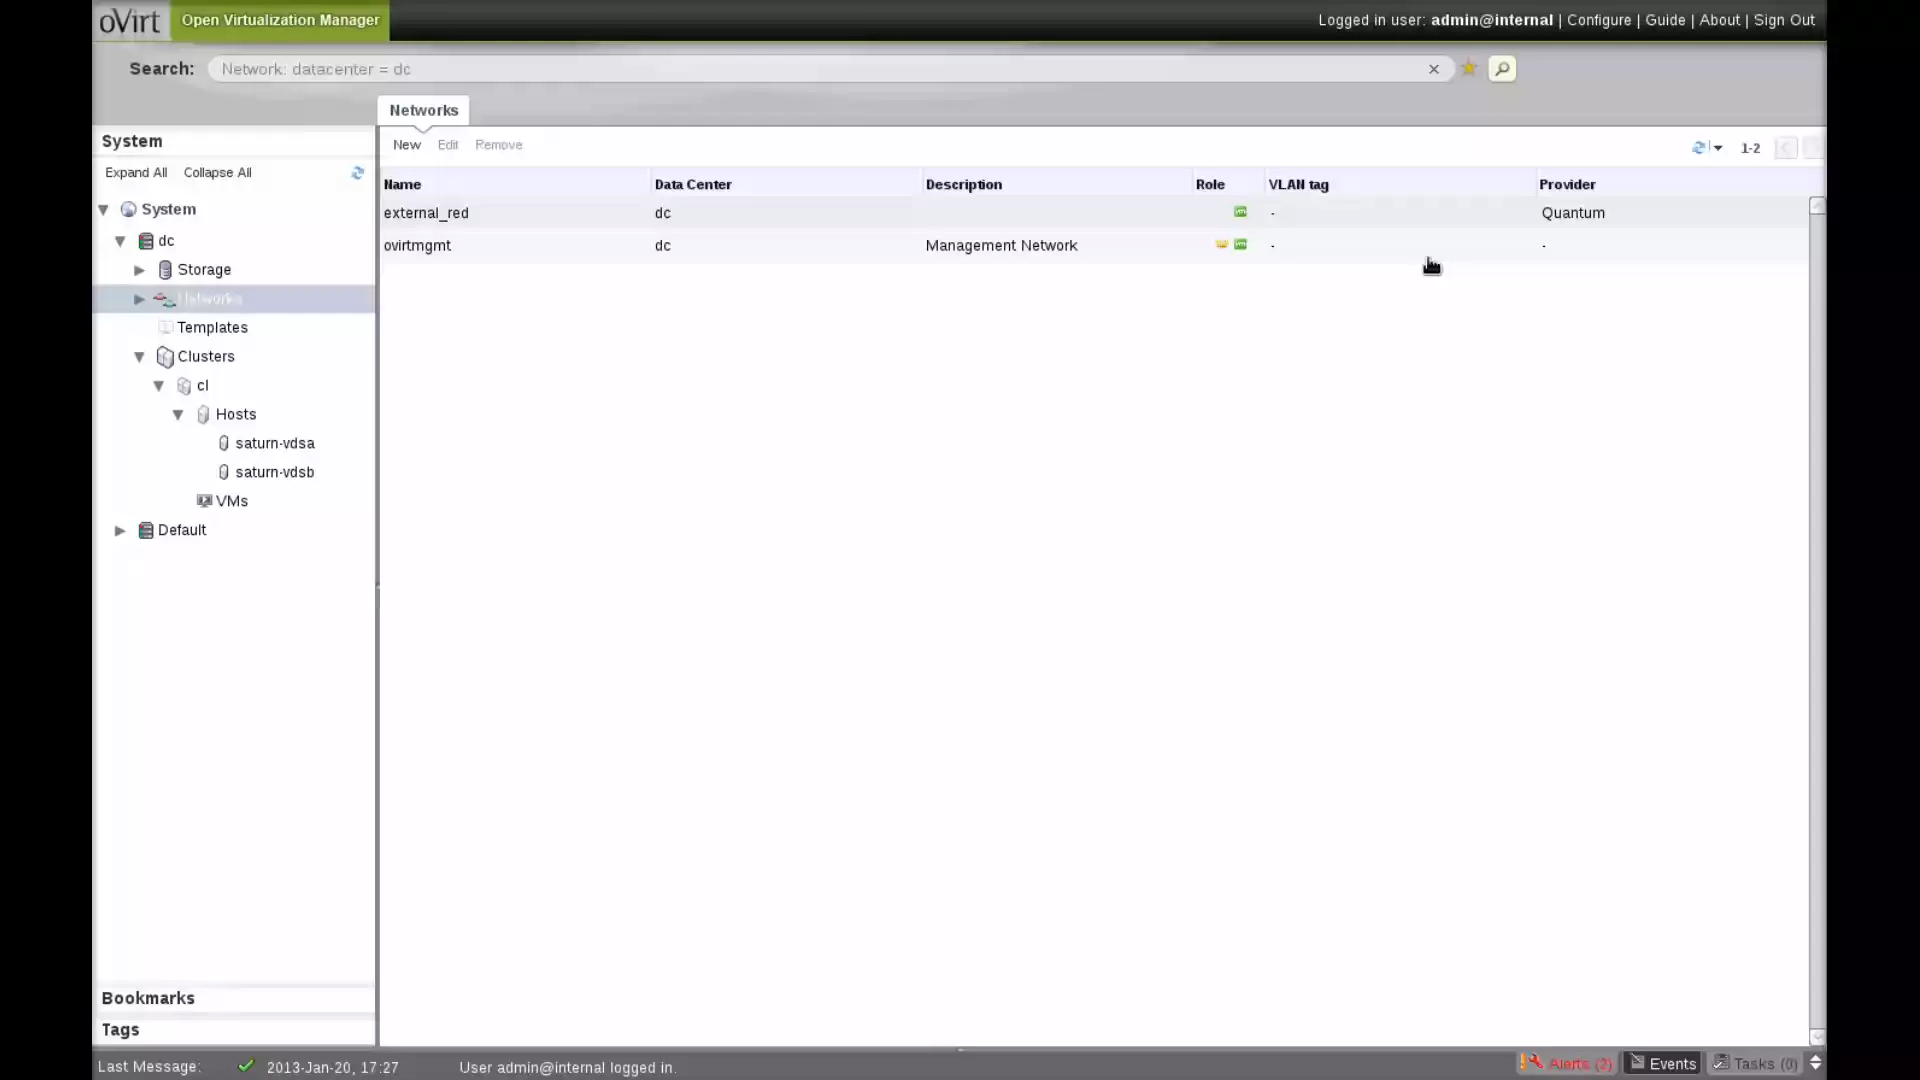 oVirt Open Virtualization Manager
Logged in user: admin@internal | Configure | Guide | About | Sign Out
Search: Network: datacenter = dc
Networks
System
New Edit Remove
1-2
Expand All Collapse All
Name Data Center Description Role VLAN tag Provider
System
external_red dc - Quantum
dc
ovirtmgmt dc Management Network - -
Storage
Networks
Templates
Clusters
cl
Hosts
saturn-vdsa
saturn-vdsb
VMs
Default
Bookmarks
Tags
Last Message: 2013-Jan-20, 17:27 User admin@internal logged in.
Alerts (2) Events Tasks (0)